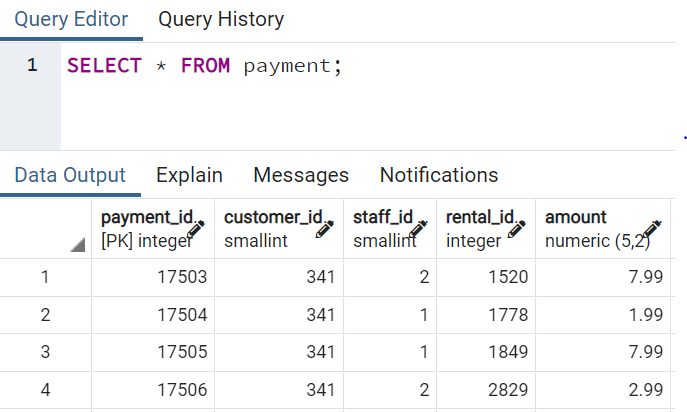 Query Editor Query History
1 SELECT * FROM payment;
Data Output Explain Messages Notifications
payment_id customer_id staff_id rental_id amount
[PK] integer smallint smallint integer numeric (5,2)
1 17503 341 2 1520 7.99
2 17504 341 1 1778 1.99
3 17505 341 1 1849 7.99
4 17506 341 2 2829 2.99